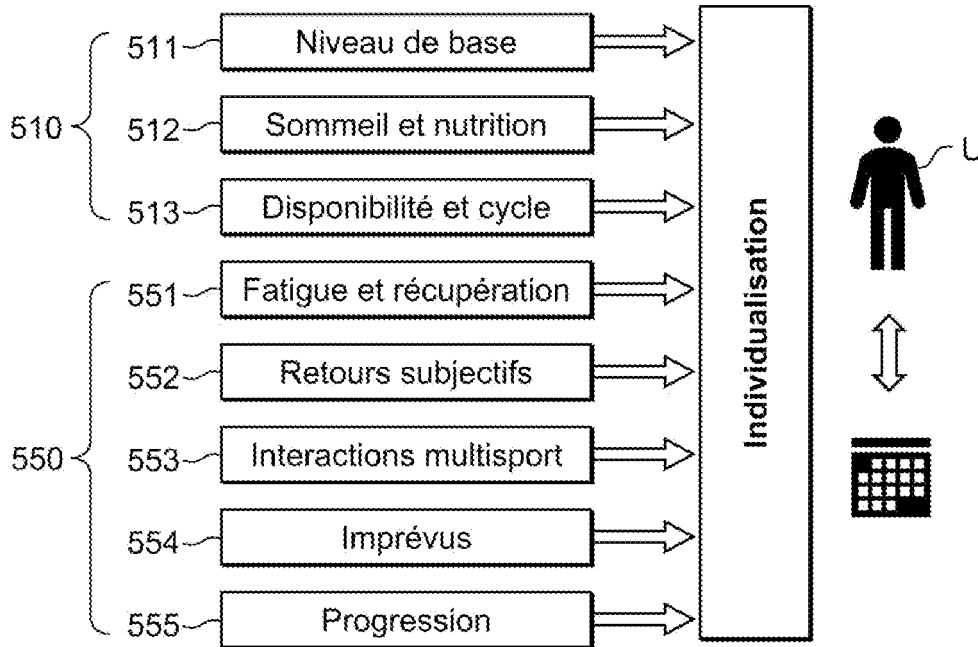 511 Niveau de base
510 512 Sommeil et nutrition
513 Disponibilité et cycle
551 Fatigue et récupération
552 Retours subjectifs
550 553 Interactions multisport
554 Imprévus
555 Progression
Individualisation
U